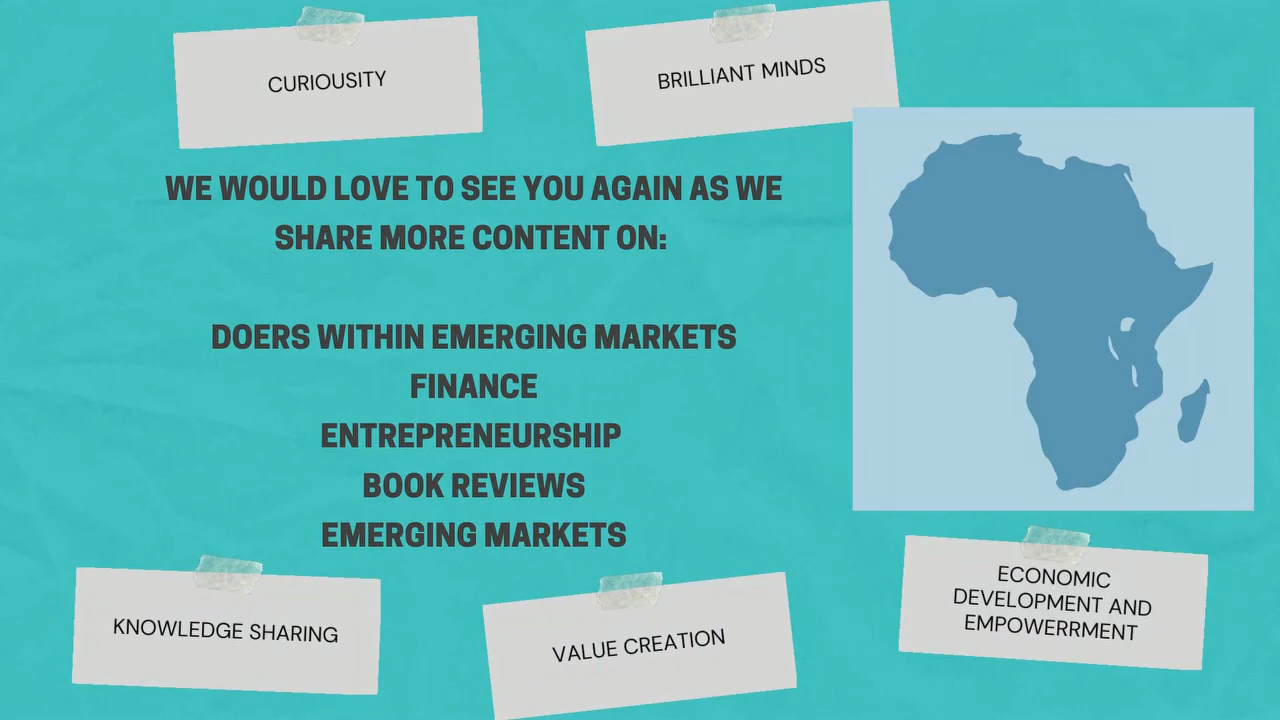 CURIOUSITY
BRILLIANT MINDS
WE WOULD LOVE TO SEE YOU AGAIN AS WE
SHARE MORE CONTENT ON:
DOERS WITHIN EMERGING MARKETS
FINANCE
ENTREPRENEURSHIP
BOOK REVIEWS
EMERGING MARKETS
KNOWLEDGE SHARING
VALUE CREATION
ECONOMIC
DEVELOPMENT AND
EMPOWERRMENT